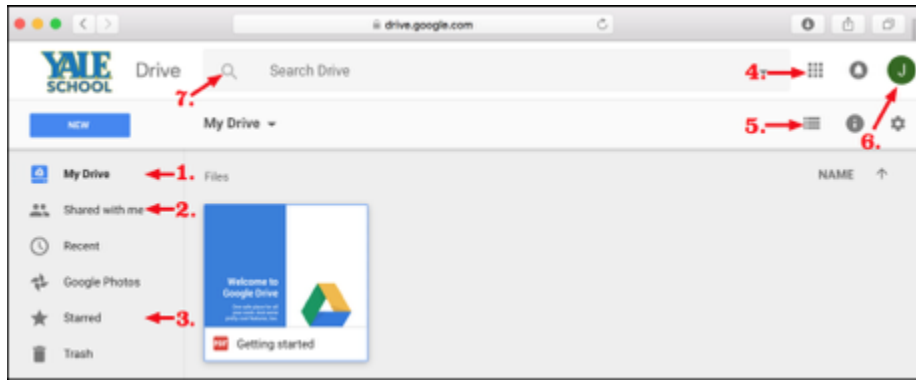 drive.google.com
YALE
SCHOOL
Drive
Search Drive
4.
J
7.
NEW
My Drive
5.
6.
My Drive
1.
Files
NAME
Shared with me
2.
Recent
Google Photos
Welcome to
Google Drive
Starred
3.
PDF
Getting started
Trash